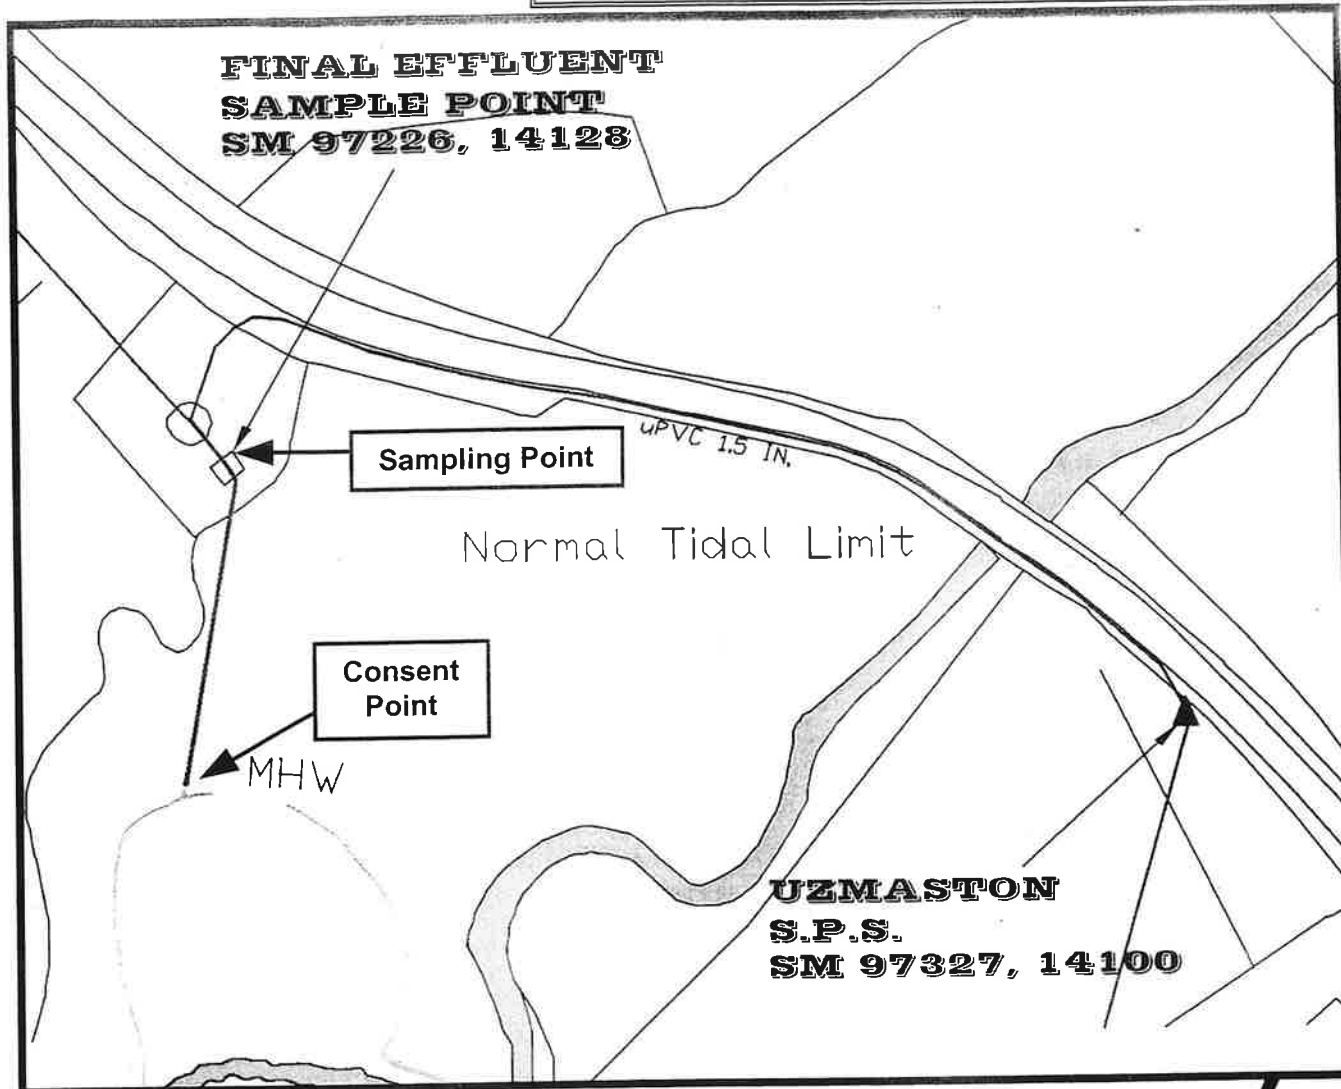 FINAL EFFLUENT
SAMPLE POINT
SM 97226, 14128
Sampling Point
uPVC 1.5 IN.
Normal Tidal Limit
Consent
Point
MHW
UZMASTON
S.P.S.
SM 97327, 14100